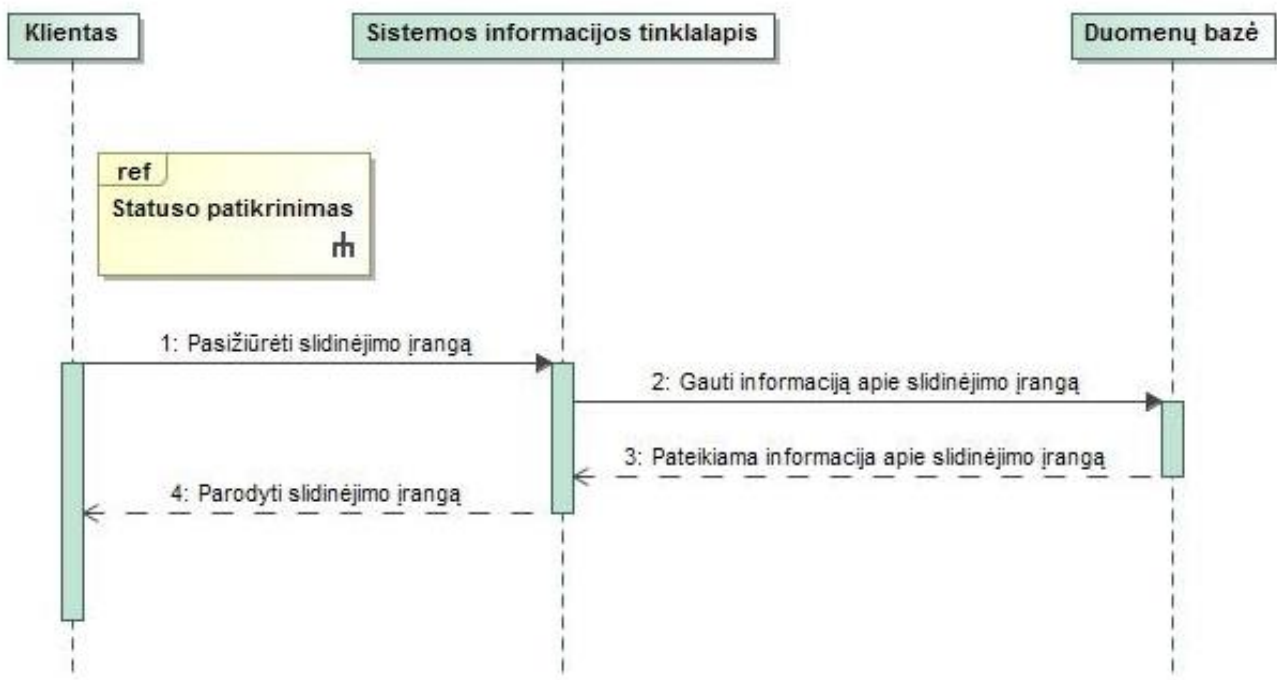 Klientas
Sistemos informacijos tinklalapis
Duomenų bazė
ref
Statuso patikrinimas
1: Pasižiūrėti slidinėjimo įrangą
2: Gauti informaciją apie slidinėjimo įrangą
3: Pateikiama informacija apie slidinėjimo įrangą
4: Parodyti slidinėjimo įrangą